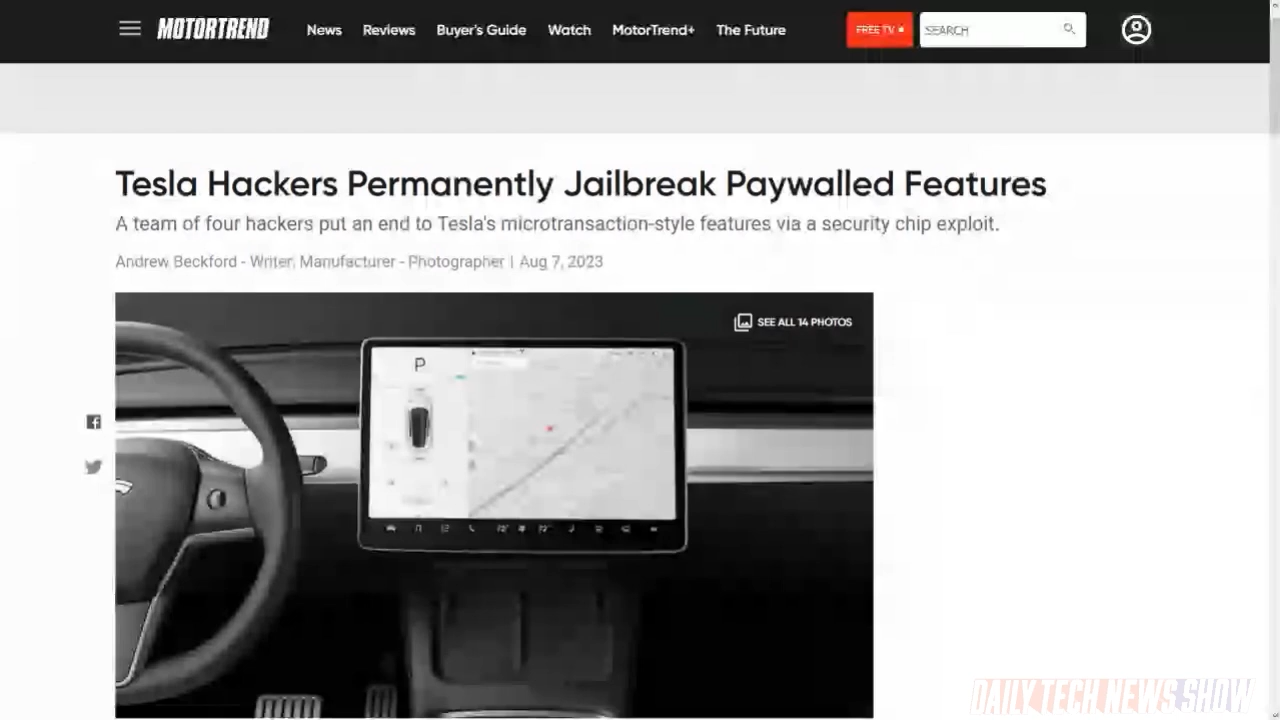 MOTORTREND
News Reviews Buyer's Guide Watch MotorTrend+ The Future
FREE TV
SEARCH
Tesla Hackers Permanently Jailbreak Paywalled Features
A team of four hackers put an end to Tesla's microtransaction-style features via a security chip exploit.
Andrew Beckford - Writer, Manufacturer - Photographer | Aug 7, 2023
SEE ALL 14 PHOTOS
P
DAILY TECH NEWS SHOW